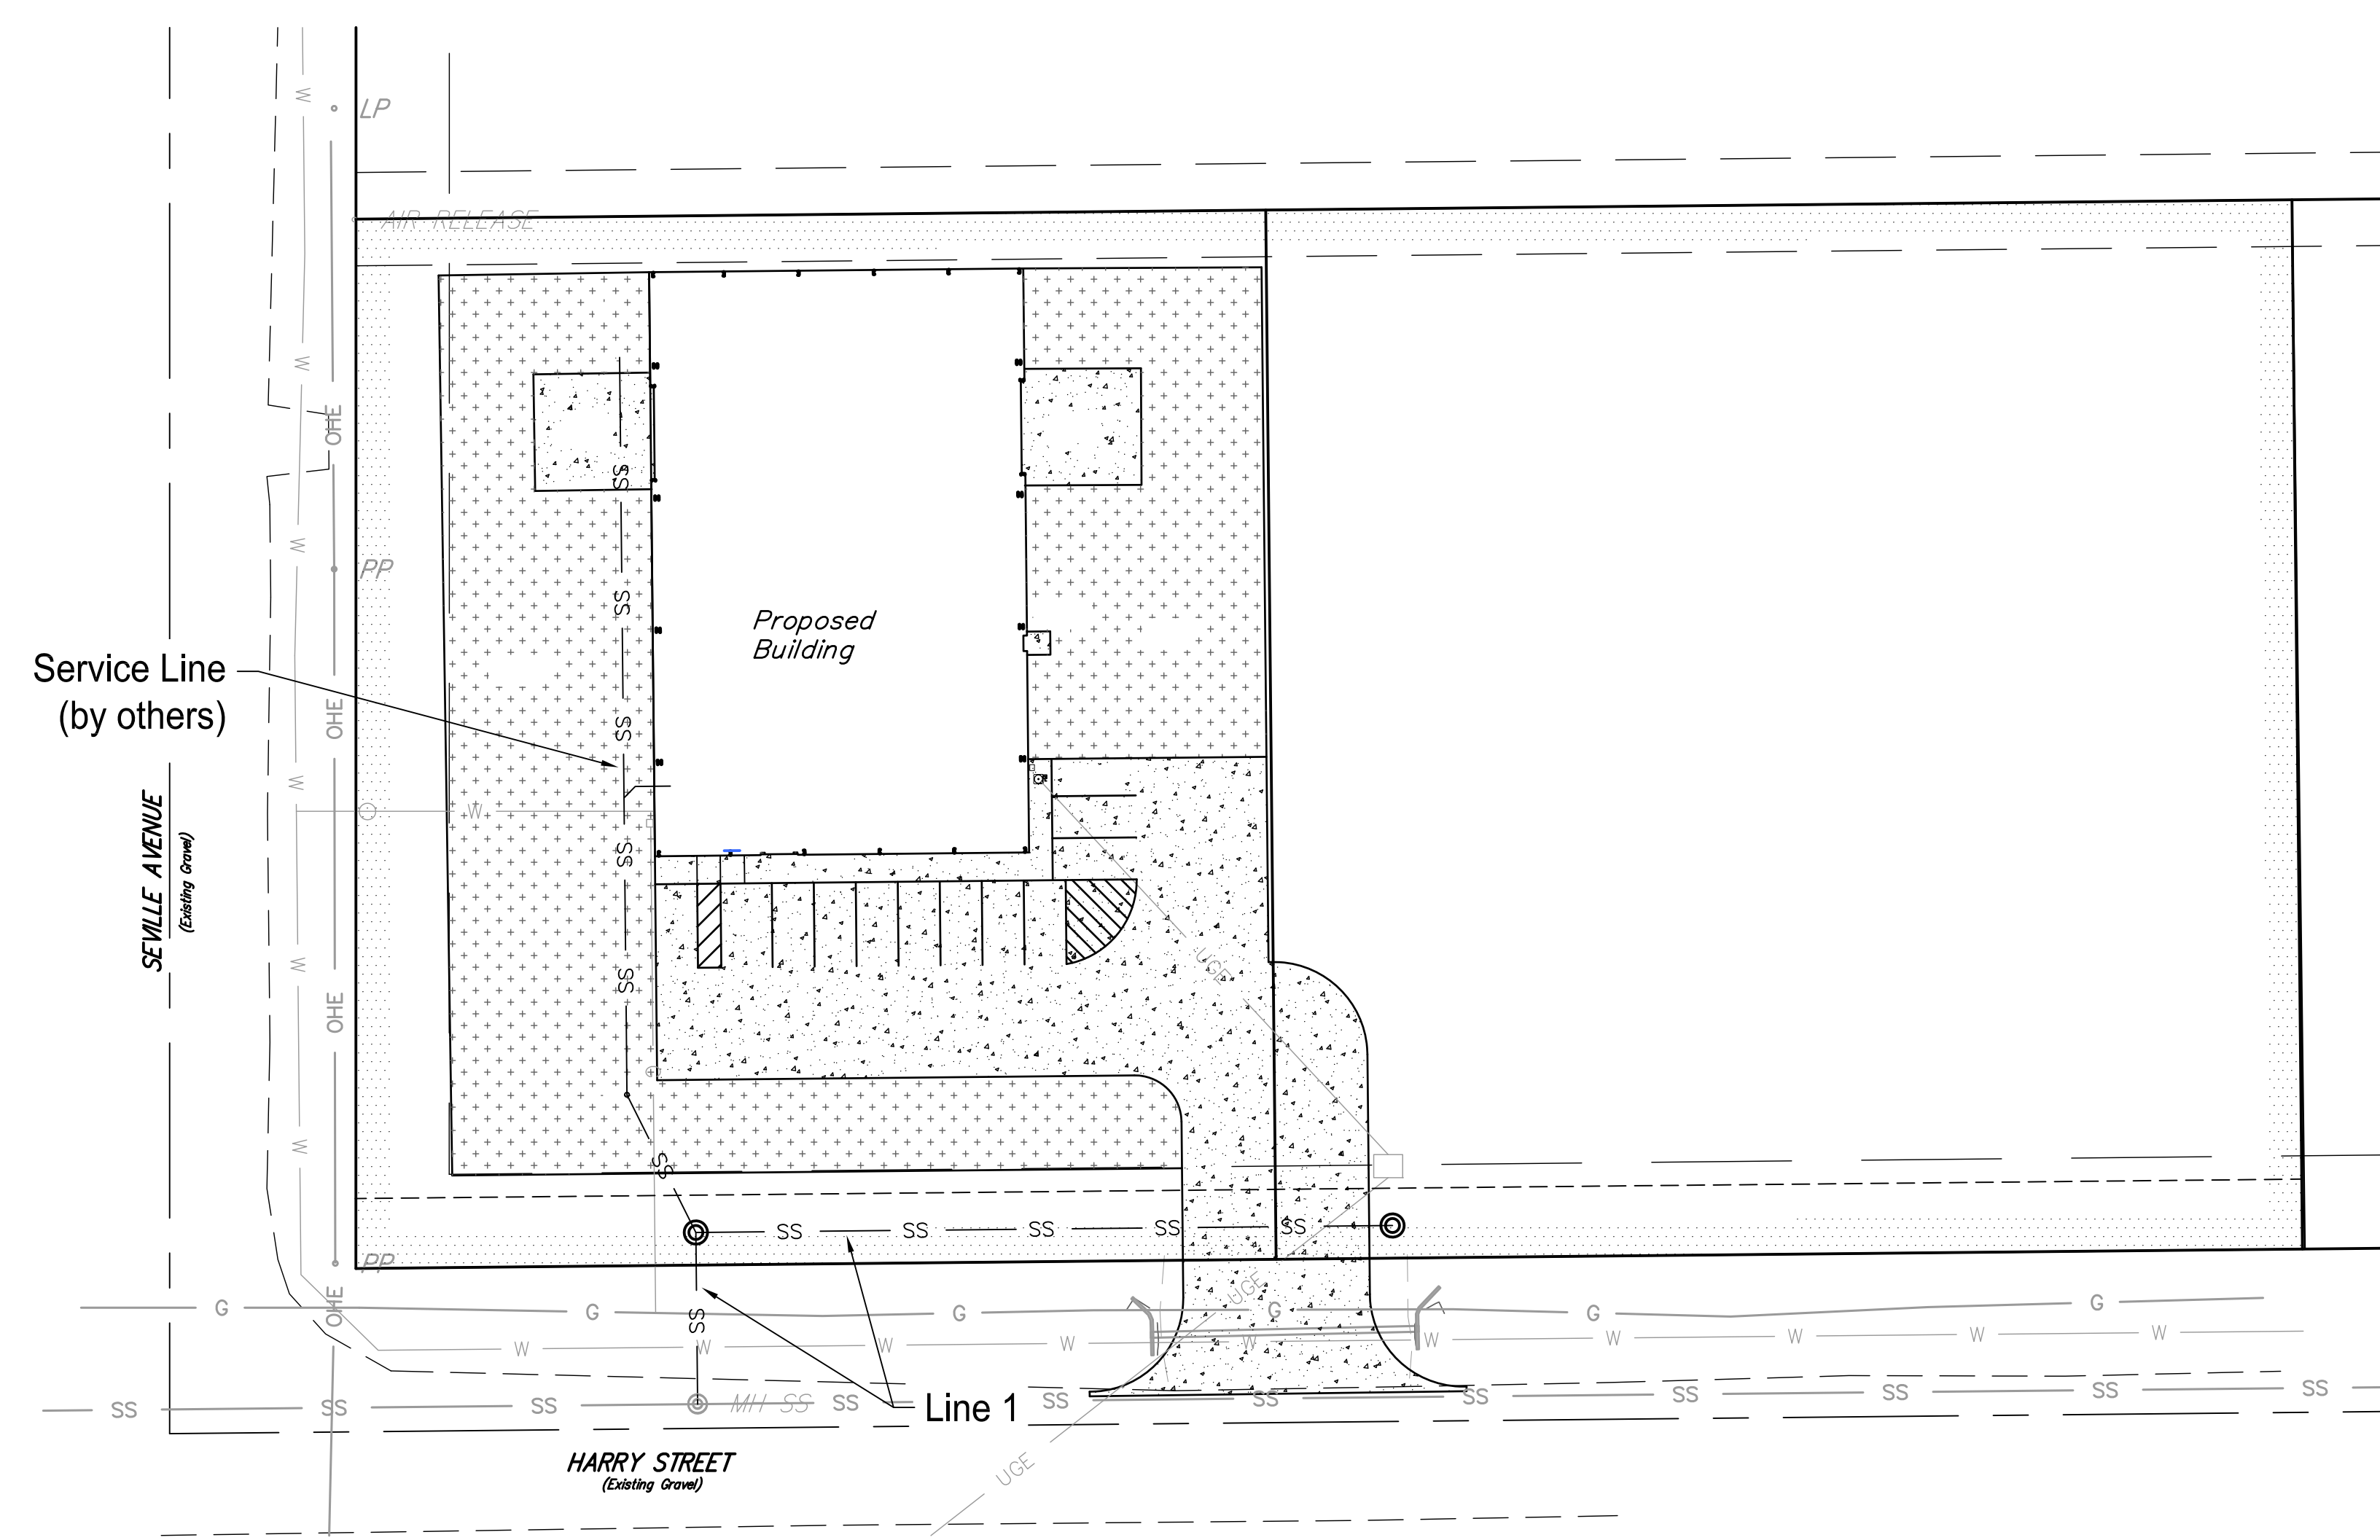 W
LP
AIR RELEASE
OHE
W
SS
W
PP
SS
Proposed
Building
Service Line
(by others)
OHE
SS
W
W
SEVILLE AVENUE
(Existing Gravel)
SS
W
UGE
SS
OHE
W
SS
SS
SS
SS
SS
SS
PP
UGE
OHE
G
G
G
G
G
G
SS
W
W
W
W
W
W
W
W
W
W
SS
SS
SS
MH SS
SS
Line 1
SS
SS
SS
SS
SS
SS
SS
HARRY STREET
(Existing Gravel)
UGE